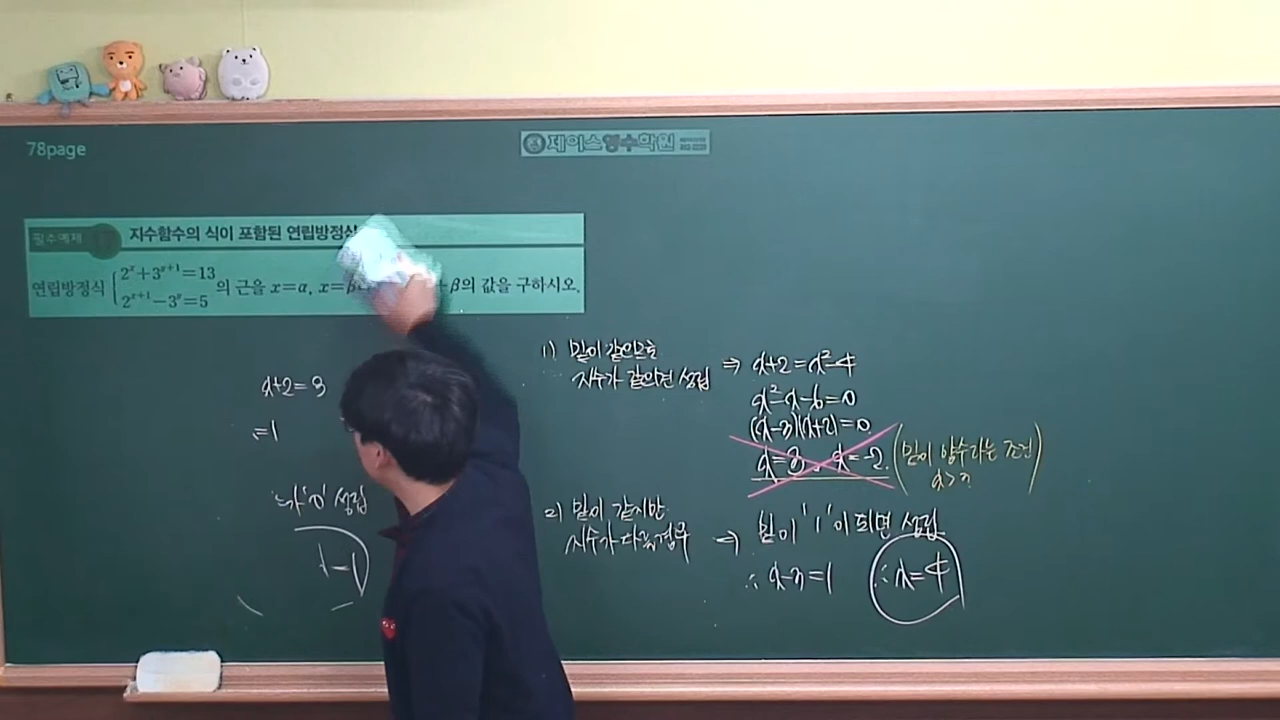 78page
제이스영수학원
필수예제
지수함수의 식이 포함된 연립방정식
연립방정식 { 2^x+3^{y+1}=13
2^{x+1}-3^y=5 의 근을 x=α, x=β +β의 값을 구하시오.
x+2=3
=1
가 '0' 성립
x=1
1) 밑이 같으므로
지수가 같으면 성립 ⇒ x+2=x²-4
x²-x-6=0
(x-3)(x+2)=0
x=3, x=-2. (밑이 양수라는 조건
x>3
2) 밑이 같지만
지수가 다를 경우 ⇒ 밑이 '1'이 되면 성립
∴ x-3=1 ∴ x=4